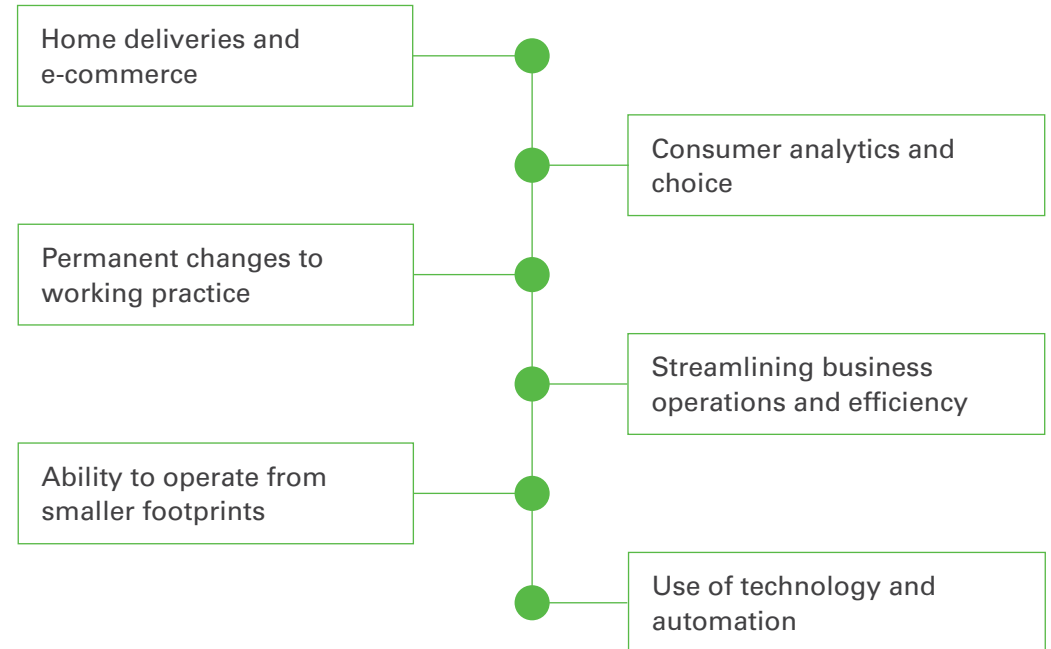 Home deliveries and
e-commerce
Consumer analytics and
choice
Permanent changes to
working practice
Streamlining business
operations and efficiency
Ability to operate from
smaller footprints
Use of technology and
automation